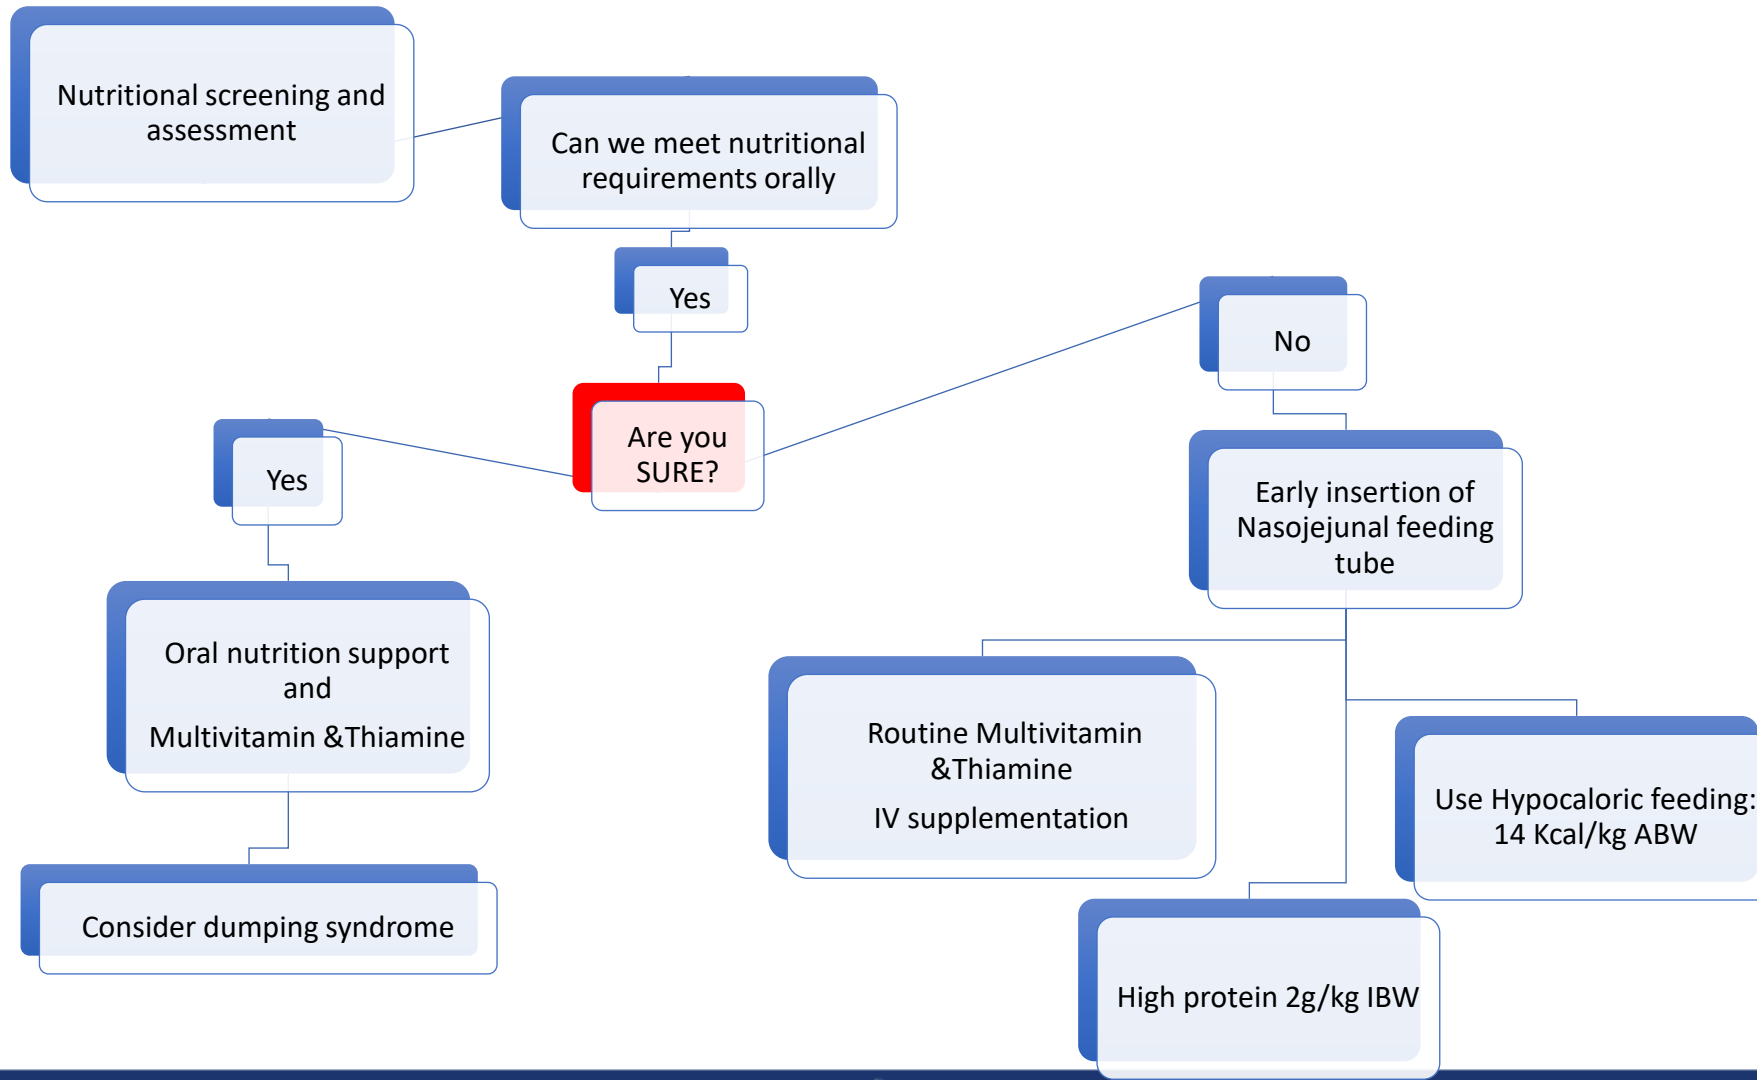 Nutritional screening and
assessment
Can we meet nutritional
requirements orally
Yes
No
Are you
SURE?
Yes
Early insertion of
Nasojejunal feeding
tube
Oral nutrition support
and
Multivitamin &Thiamine
Routine Multivitamin
&Thiamine
IV supplementation
Use Hypocaloric feeding:
14 Kcal/kg ABW
Consider dumping syndrome
High protein 2g/kg IBW